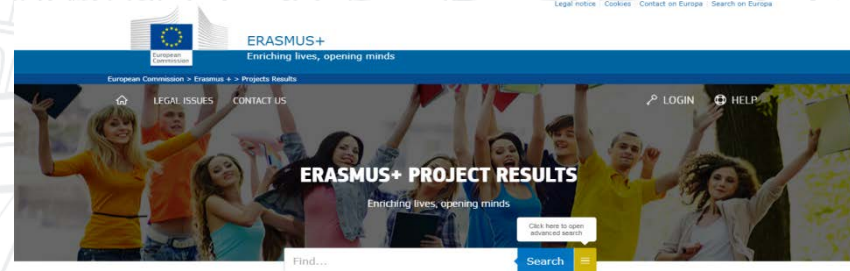 Legal notice Cookies Contact on Europe Search on Europa
ERASMUS+
European
Commission
Enriching lives, opening minds
European Commission > Erasmus + > Projects Results
LEGAL ISSUES CONTACT US LOGIN HELP
ERASMUS+ PROJECT RESULTS
Enriching lives, opening minds
Click here to open
advanced search
Find... Search